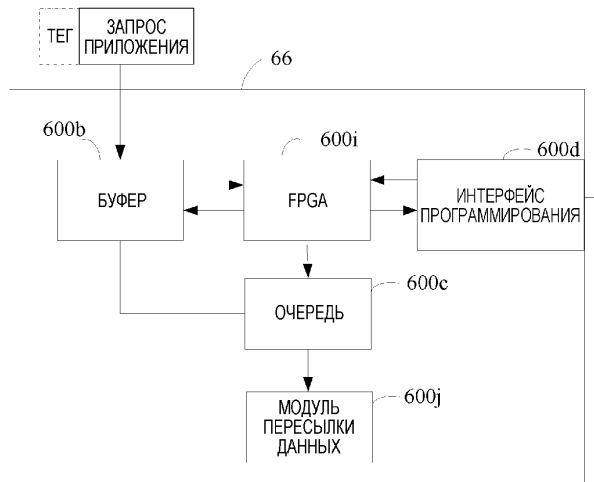 ТЕГ
ЗАПРОС
ПРИЛОЖЕНИЯ
66
600b
600i
600d
БУФЕР
FPGA
ИНТЕРФЕЙС
ПРОГРАММИРОВАНИЯ
600c
ОЧЕРЕДЬ
600j
МОДУЛЬ
ПЕРЕСЫЛКИ
ДАННЫХ